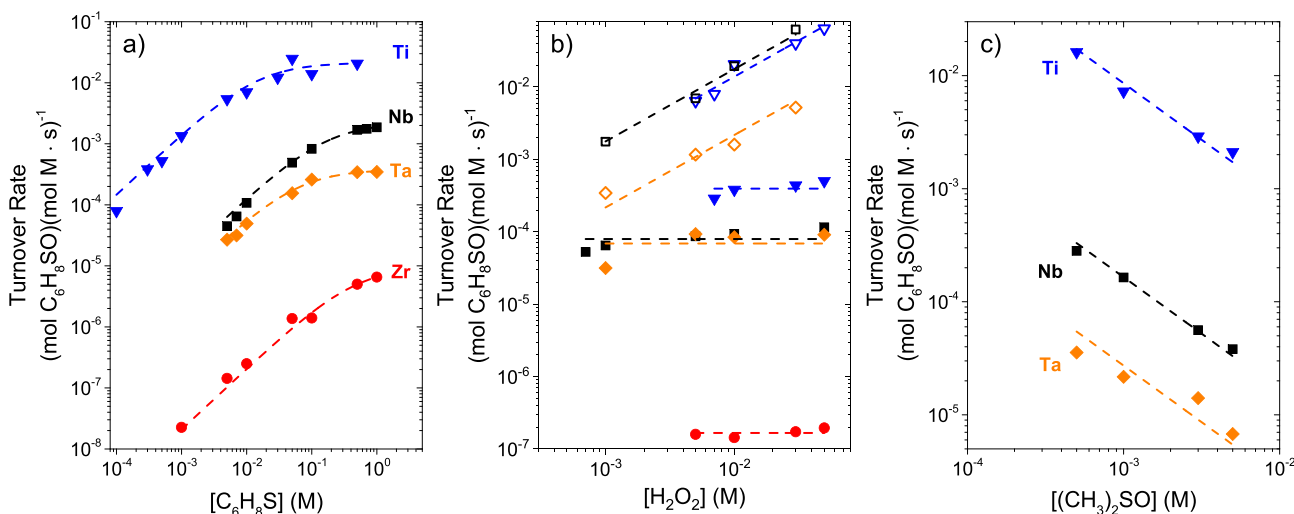 a)
Turnover Rate
(mol C₆H₈SO)(mol M · s)⁻¹
10⁻¹
10⁻²
10⁻³
10⁻⁴
10⁻⁵
10⁻⁶
10⁻⁷
10⁻⁸
Ti
Nb
Ta
Zr
10⁻⁴ 10⁻³ 10⁻² 10⁻¹ 10⁰
[C₆H₈S] (M)
b)
Turnover Rate
(mol C₆H₈SO)(mol M · s)⁻¹
10⁻²
10⁻³
10⁻⁴
10⁻⁵
10⁻⁶
10⁻⁷
10⁻³ 10⁻²
[H₂O₂] (M)
c)
Turnover Rate
(mol C₆H₈SO)(mol M · s)⁻¹
10⁻²
10⁻³
10⁻⁴
10⁻⁵
Ti
Nb
Ta
10⁻⁴ 10⁻³ 10⁻²
[(CH₃)₂SO] (M)